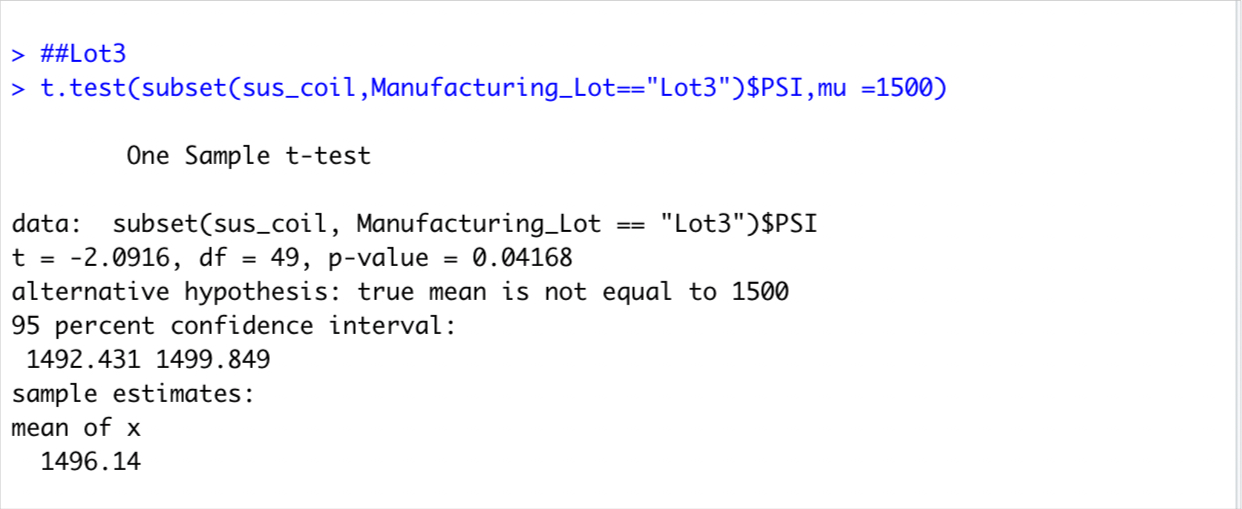 > ##Lot3
> t.test(subset(sus_coil,Manufacturing_Lot=="Lot3")$PSI,mu =1500)
One Sample t-test
data:  subset(sus_coil, Manufacturing_Lot == "Lot3")$PSI
t = -2.0916, df = 49, p-value = 0.04168
alternative hypothesis: true mean is not equal to 1500
95 percent confidence interval:
1492.431 1499.849
sample estimates:
mean of x
1496.14